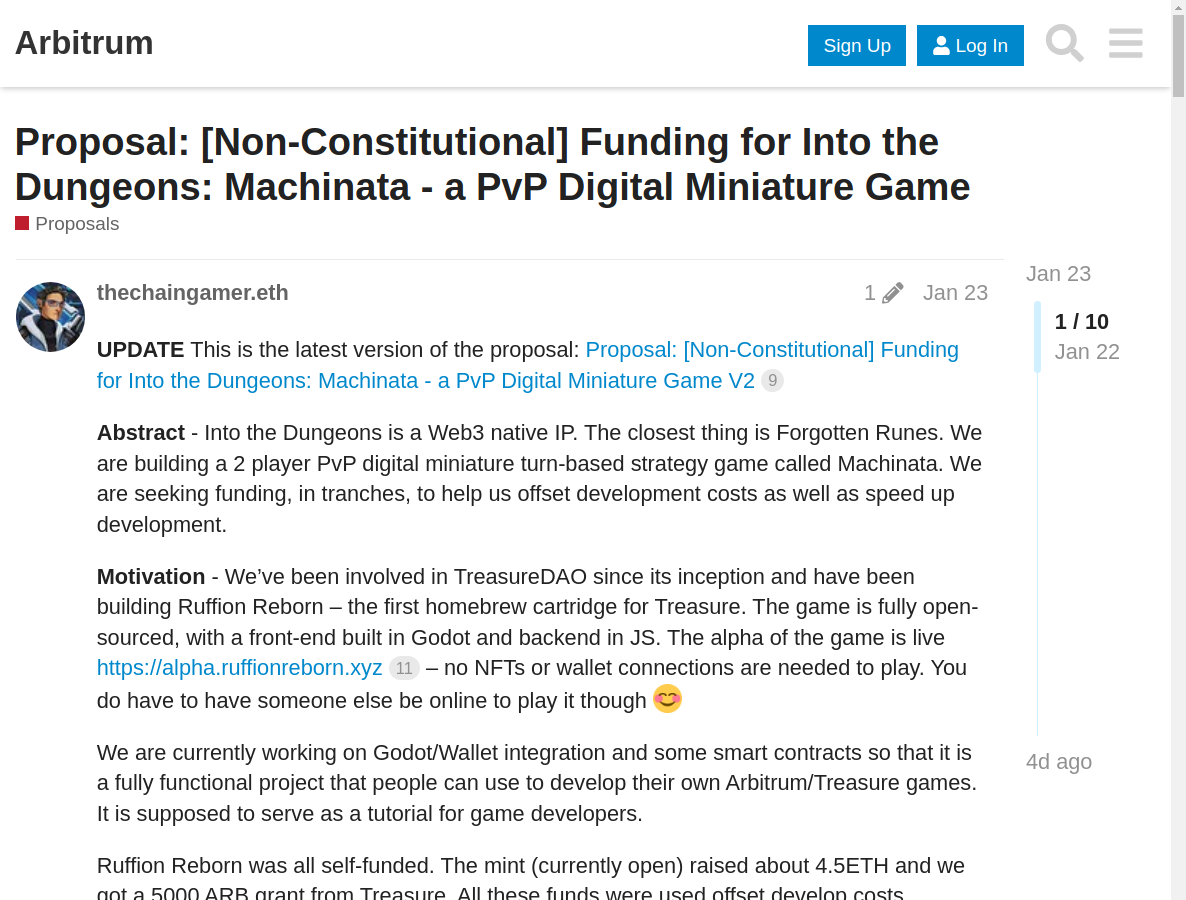 Arbitrum
Sign Up
Log In
Proposal: [Non-Constitutional] Funding for Into the
Dungeons: Machinata - a PvP Digital Miniature Game
Proposals
thechaingamer.eth
1
Jan 23
UPDATE This is the latest version of the proposal: Proposal: [Non-Constitutional] Funding
for Into the Dungeons: Machinata - a PvP Digital Miniature Game V2 9
Abstract - Into the Dungeons is a Web3 native IP. The closest thing is Forgotten Runes. We
are building a 2 player PvP digital miniature turn-based strategy game called Machinata. We
are seeking funding, in tranches, to help us offset development costs as well as speed up
development.
Motivation - We’ve been involved in TreasureDAO since its inception and have been
building Ruffion Reborn – the first homebrew cartridge for Treasure. The game is fully open-
sourced, with a front-end built in Godot and backend in JS. The alpha of the game is live
https://alpha.ruffionreborn.xyz 11 – no NFTs or wallet connections are needed to play. You
do have to have someone else be online to play it though
We are currently working on Godot/Wallet integration and some smart contracts so that it is
a fully functional project that people can use to develop their own Arbitrum/Treasure games.
It is supposed to serve as a tutorial for game developers.
Ruffion Reborn was all self-funded. The mint (currently open) raised about 4.5ETH and we
got a 5000 ARB grant from Treasure. All these funds were used offset develop costs.
Jan 23
1 / 10
Jan 22
4d ago